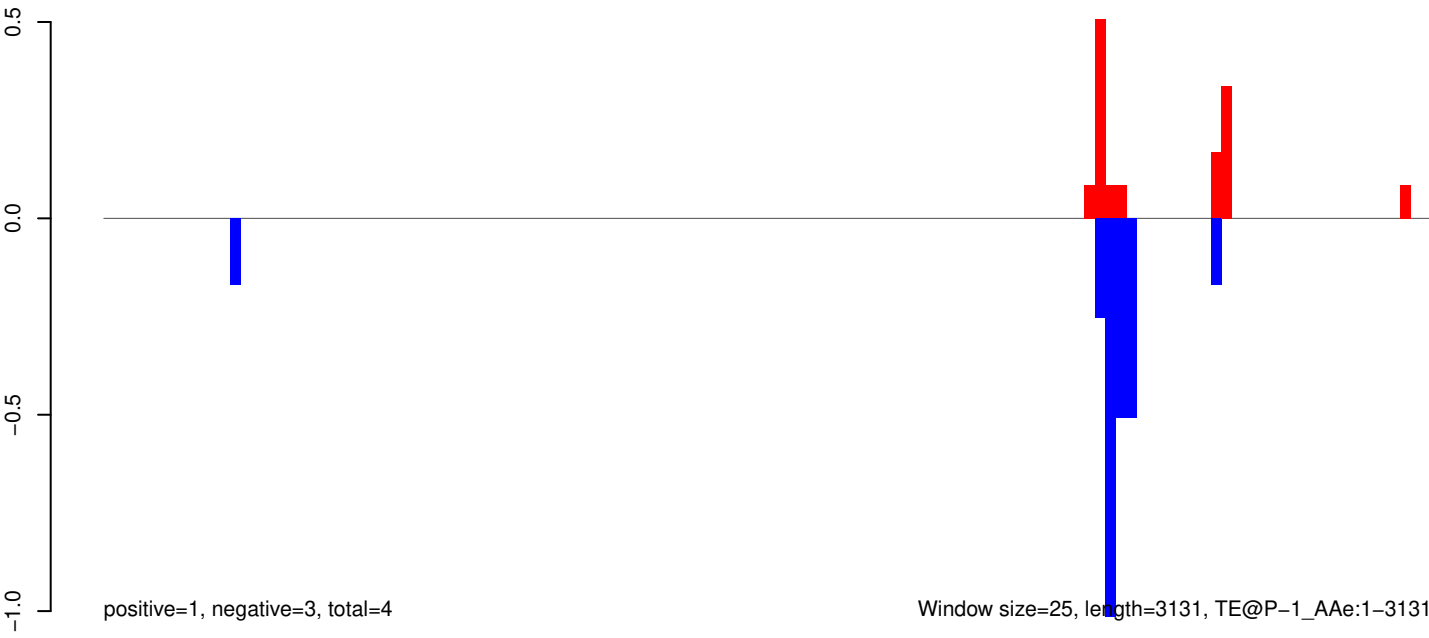 0.5
0.0
−0.5
−1.0
positive=1, negative=3, total=4
Window size=25, length=3131, TE@P−1_AAe:1−3131